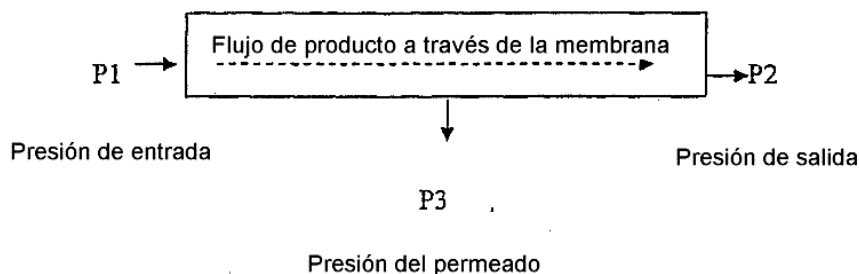 Flujo de producto a través de la membrana
P1
P2
Presión de entrada
Presión de salida
P3
Presión del permeado